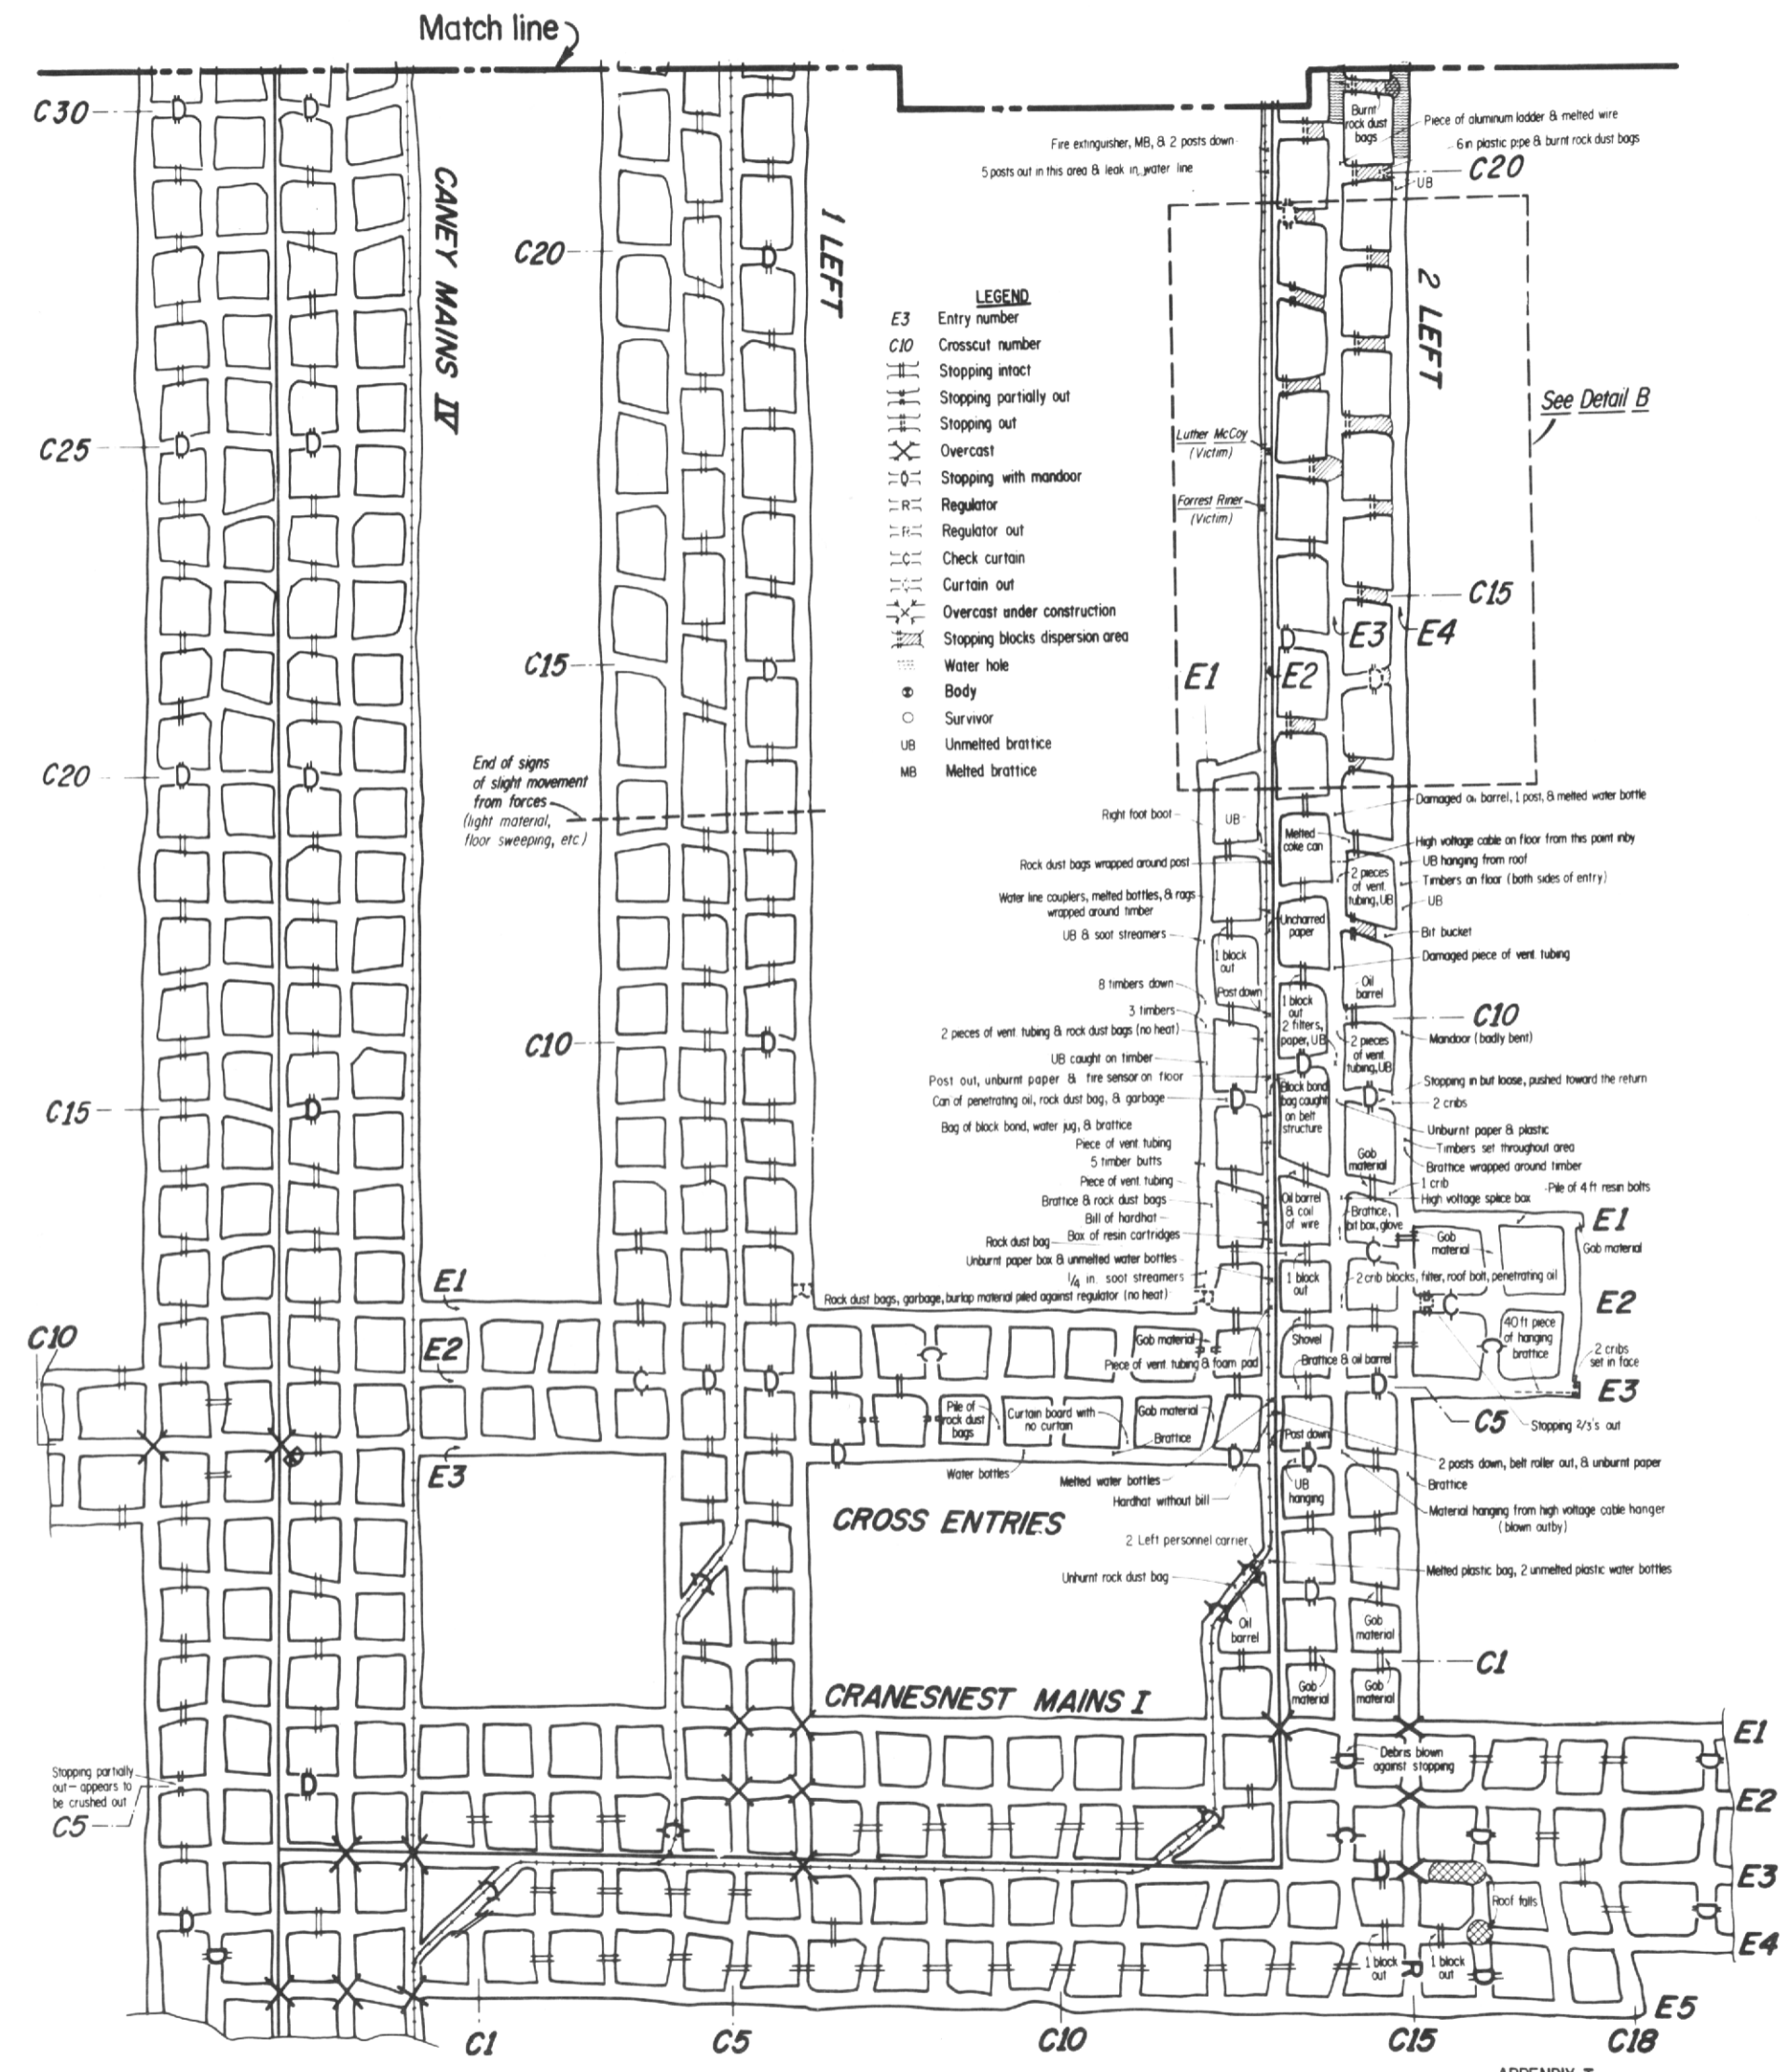 Match line
C30
CANEY MAINS IV
C25
C20
C15
C10
Stopping partially
out – appears to
be crushed out
C5
1 LEFT
C20
C15
C10
End of signs
of slight movement
from forces
(light material,
floor sweeping, etc.)
LEGEND
E3 Entry number
C10 Crosscut number
Stopping intact
Stopping partially out
Stopping out
Overcast
D Stopping with mandoor
R Regulator
R Regulator out
C Check curtain
Curtain out
Overcast under construction
Stopping blocks dispersion area
Water hole
Body
Survivor
UB Unmelted brattice
MB Melted brattice
Fire extinguisher, MB, & 2 posts down
5 posts out in this area & leak in water line
Burnt
rock dust
bags
Piece of aluminum ladder & melted wire
6 in plastic pipe & burnt rock dust bags
C20
UB
2 LEFT
See Detail B
Luther McCoy
(Victim)
Forrest Riner
(Victim)
C15
E1
E2
E3
E4
Right foot boot
Rock dust bags wrapped around post
Water line couplers, melted bottles, & rags
wrapped around timber
UB & soot streamers
8 timbers down
3 timbers
2 pieces of vent. tubing & rock dust bags (no heat)
UB caught on timber
Post out, unburnt paper & fire sensor on floor
Can of penetrating oil, rock dust bag, & garbage
Bag of block bond, water jug, & brattice
Piece of vent tubing
5 timber butts
Piece of vent. tubing
Brattice & rock dust bags
Bill of hardhat
Box of resin cartridges
Rock dust bag
Unburnt paper box & unmelted water bottles
1/4 in. soot streamers
Rock dust bags, garbage, burlap material piled against regulator (no heat)
UB
1 block
out
Post down
Melted
coke can
Uncharred
paper
1 block
out
2 filters,
paper, UB
Block bond
bag caught
on belt
structure
Oil barrel
& coil
of wire
1 block
out
Shovel
Brattice & oil barrel
Post down
UB
hanging
2 pieces
of vent.
tubing, UB
Oil
barrel
2 pieces
of vent.
tubing, UB
Gob
material
Brattice,
bit box, glove
Damaged oil barrel, 1 post, & melted water bottle
High voltage cable on floor from this point inby
UB hanging from roof
Timbers on floor (both sides of entry)
UB
Bit bucket
Damaged piece of vent. tubing
C10
Mandoor (badly bent)
Stopping in but loose, pushed toward the return
2 cribs
Unburnt paper & plastic
Timbers set throughout area
Brattice wrapped around timber
1 crib
Pile of 4 ft resin bolts
High voltage splice box
E1
Gob
material
Gob material
2 crib blocks, filter, roof bolt, penetrating oil
E2
40 ft piece
of hanging
brattice
2 cribs
set in face
E3
C5
Stopping 2/3's out
2 posts down, belt roller out, & unburnt paper
Brattice
Material hanging from high voltage cable hanger
(blown outby)
Melted plastic bag, 2 unmelted plastic water bottles
Gob
material
C1
Gob
material
Gob
material
E1
E2
E3
Gob material
Piece of vent. tubing & foam pad
Pile of
rock dust
bags
Curtain board with
no curtain
Gob material
Brattice
Water bottles
Melted water bottles
Hardhat without bill
CROSS ENTRIES
2 Left personnel carrier
Unburnt rock dust bag
Oil
barrel
CRANESNEST MAINS I
Debris blown
against stopping
Roof falls
1 block
out
R
1 block
out
E1
E2
E3
E4
E5
C1
C5
C10
C15
C18